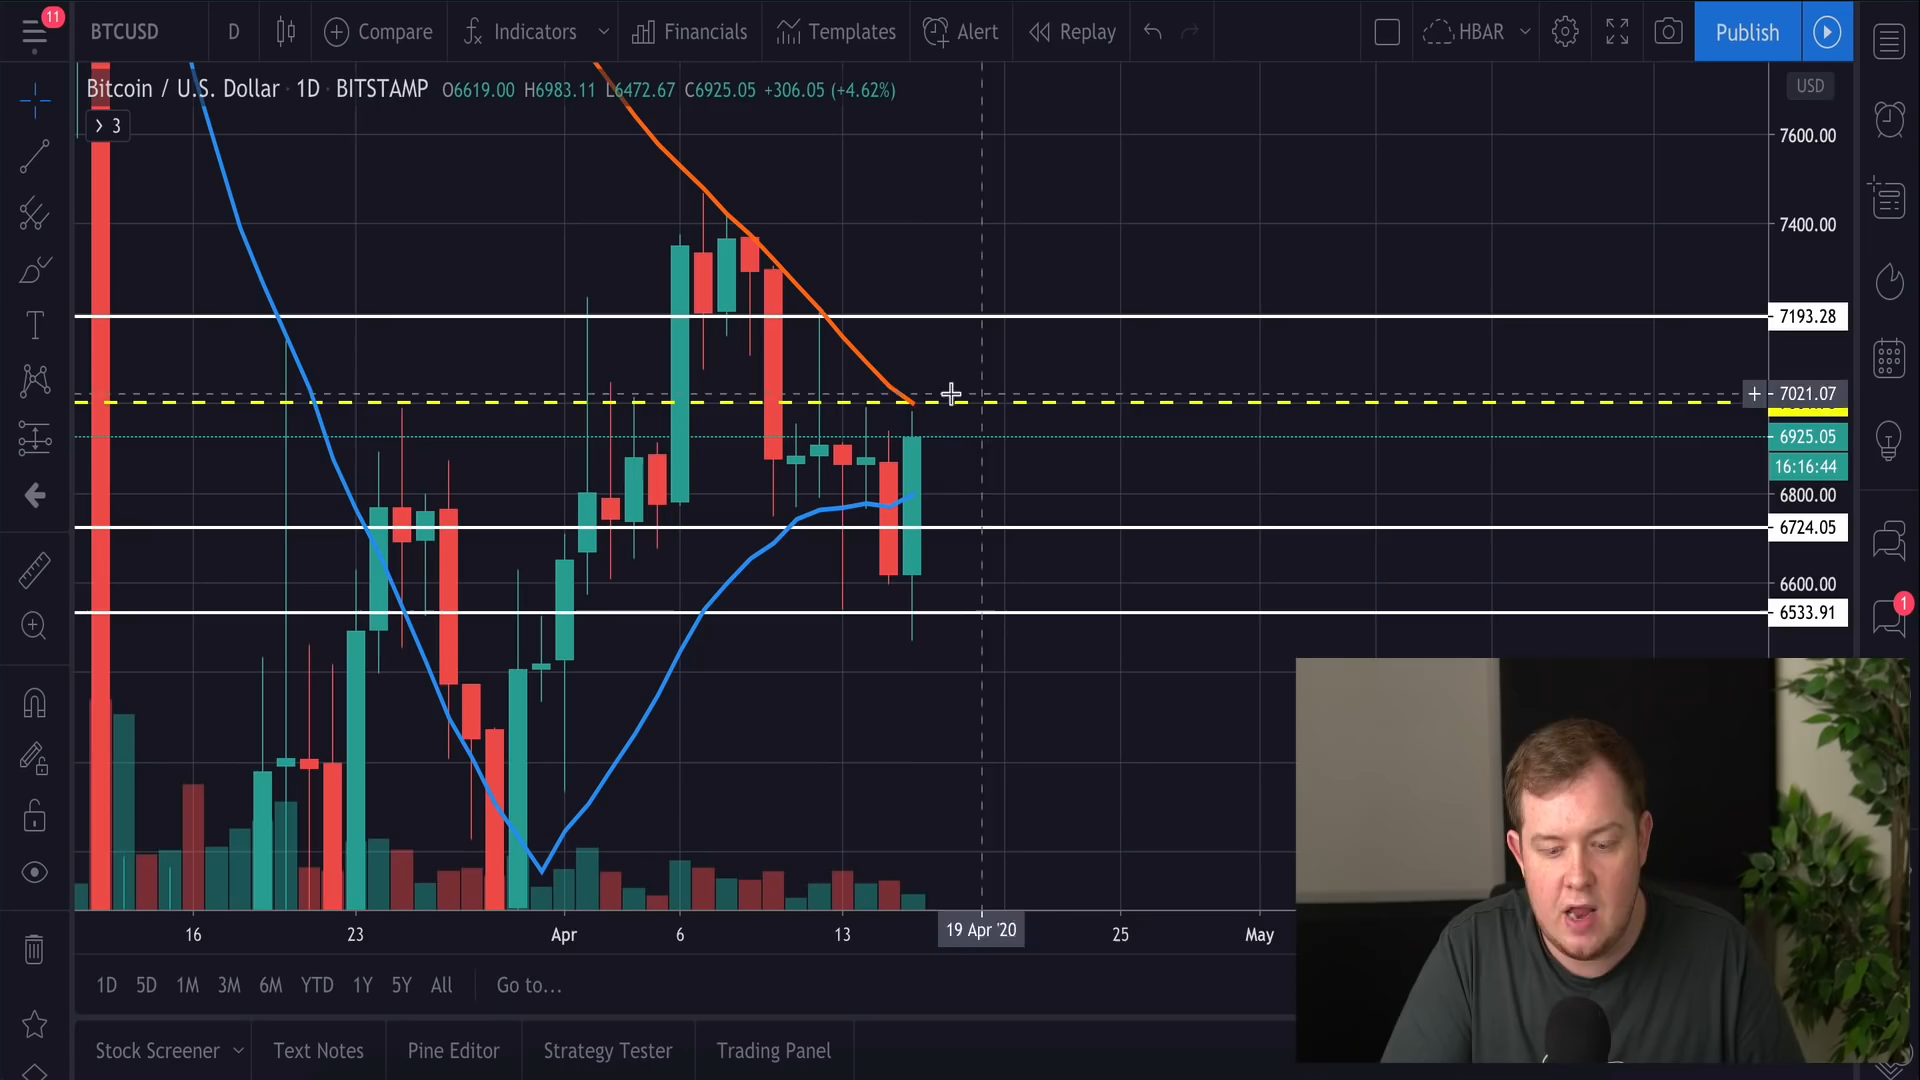 11
BTCUSD D Compare Indicators Financials Templates Alert Replay HBAR Publish
Bitcoin / U.S. Dollar · 1D · BITSTAMP O6619.00 H6983.11 L6472.67 C6925.05 +306.05 (+4.62%)
USD
3
7600.00
7400.00
7193.28
7021.07
6925.05
16:16:44
6800.00
6724.05
6600.00
6533.91
1
16 23 Apr 6 13 19 Apr '20 25 May
1D 5D 1M 3M 6M YTD 1Y 5Y All Go to...
Stock Screener Text Notes Pine Editor Strategy Tester Trading Panel